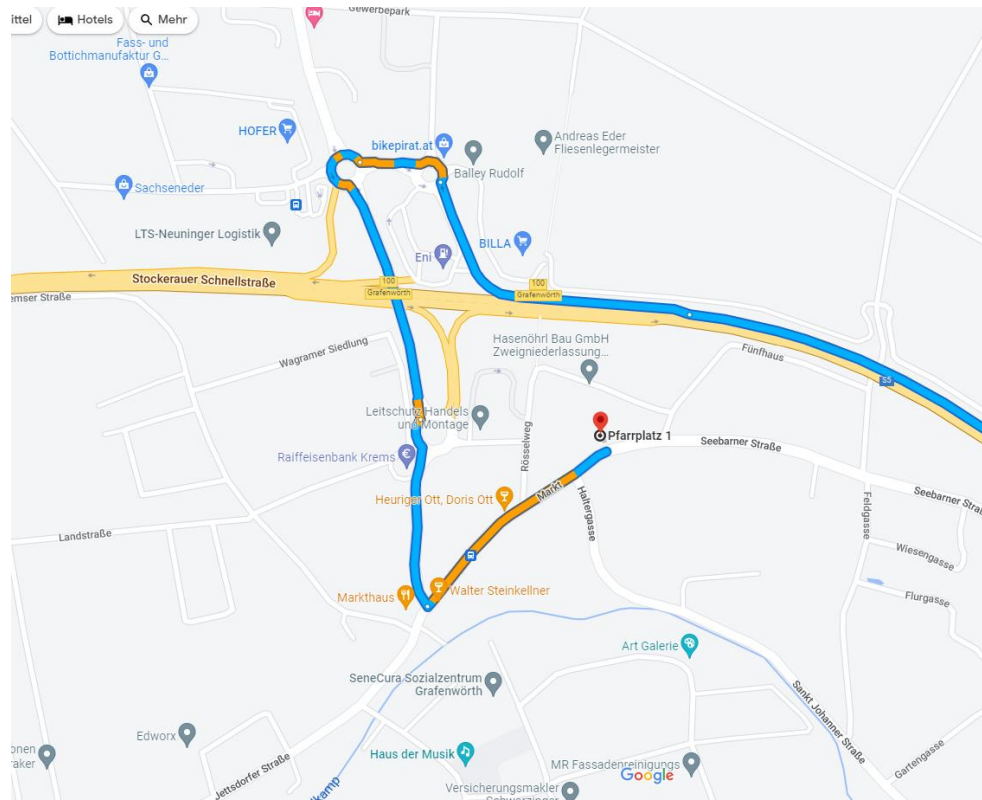 ittel
Hotels
Mehr
Gewerbepark
Fass- und
Bottichmanufaktur G...
HOFER
bikepirat.at
Andreas Eder
Fliesenlegermeister
Balley Rudolf
Sachseneder
LTS-Neuninger Logistik
Eni
BILLA
Stockerauer Schnellstraße
100
Grafenwörth
100
Grafenwörth
emser Straße
Hasenöhrl Bau GmbH
Zweigniederlassung...
Fünfhaus
Wagramer Siedlung
S5
Leitschutz Handels
und Montage
Pfarrplatz 1
Seebarner Straße
Rösselweg
Raiffeisenbank Krems
Markt
Heuriger Ott, Doris Ott
Haltergasse
Feldgasse
Seebarner Stra
Landstraße
Wiesengasse
Walter Steinkellner
Markthaus
Flurgasse
Art Galerie
SeneCura Sozialzentrum
Grafenwörth
Sankt Johanner Straße
Edworx
onen
raker
Haus der Musik
Jettsdorfer Straße
Gartengasse
MR Fassadenreinigungs
Google
Versicherungsmakler
lkamp